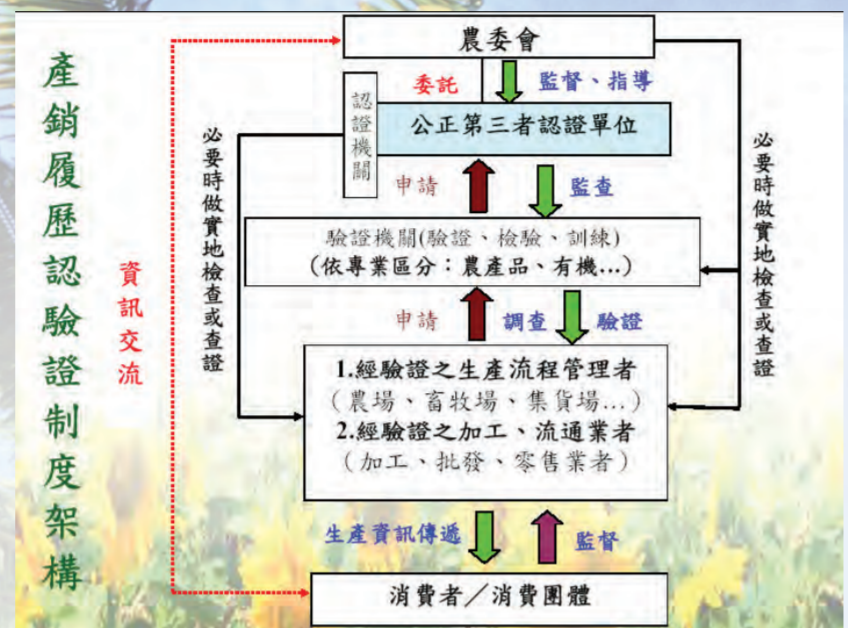 產銷履歷認驗證制度架構
農委會
委託
監督、指導
認證機關
公正第三者認證單位
必要時做實地檢查或查證
必要時做實地檢查或查證
申請
監查
驗證機關(驗證、檢驗、訓練)
(依專業區分：農產品、有機...)
資訊交流
申請
調查
驗證
1.經驗證之生產流程管理者
(農場、畜牧場、集貨場...)
2.經驗證之加工、流通業者
(加工、批發、零售業者)
生產資訊傳遞
監督
消費者／消費團體